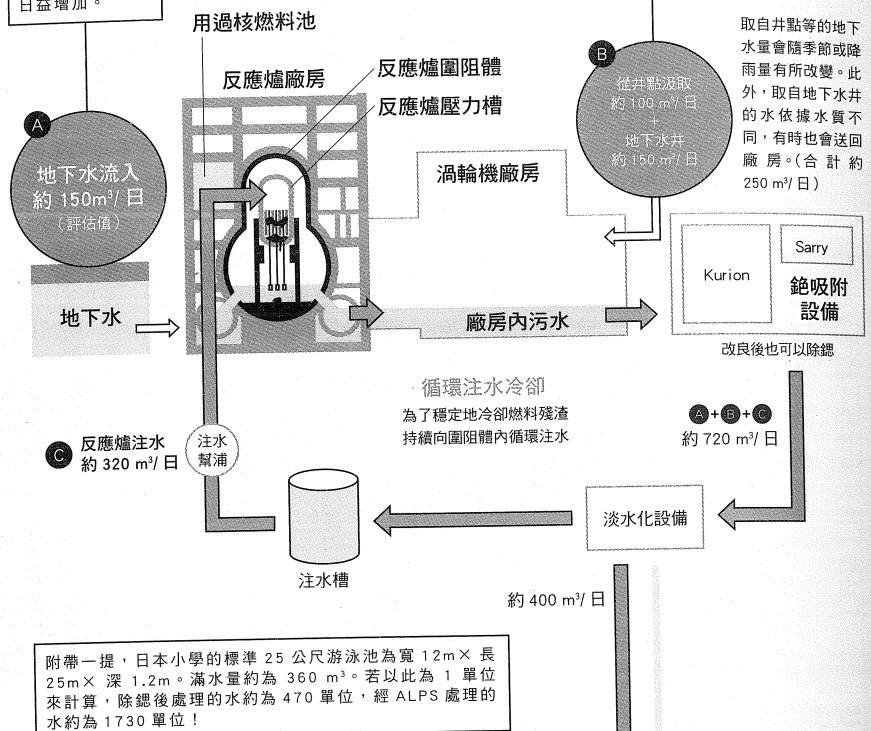 日益增加。
用過核燃料池
反應爐廠房
反應爐圍阻體
反應爐壓力槽
A
地下水流入
約 150m³/ 日
（評估值）
地下水
B
從井點汲取
約 100 m³/ 日
+
地下水井
約 150 m³/ 日
取自井點等的地下
水量會隨季節或降
雨量有所改變。此
外，取自地下水井
的水依據水質不
同，有時也會送回
廠房。（合計約
250 m³/ 日）
渦輪機廠房
廠房內污水
Kurion
Sarry
銫吸附
設備
改良後也可以除鍶
循環注水冷卻
為了穩定地冷卻燃料殘渣
持續向圍阻體內循環注水
A+B+C
約 720 m³/ 日
C
反應爐注水
約 320 m³/ 日
注水
幫浦
注水槽
淡水化設備
約 400 m³/ 日
附帶一提，日本小學的標準 25 公尺游泳池為寬 12m× 長
25m× 深 1.2m。滿水量約為 360 m³。若以此為 1 單位
來計算，除鍶後處理的水約為 470 單位，經 ALPS 處理的
水約為 1730 單位！